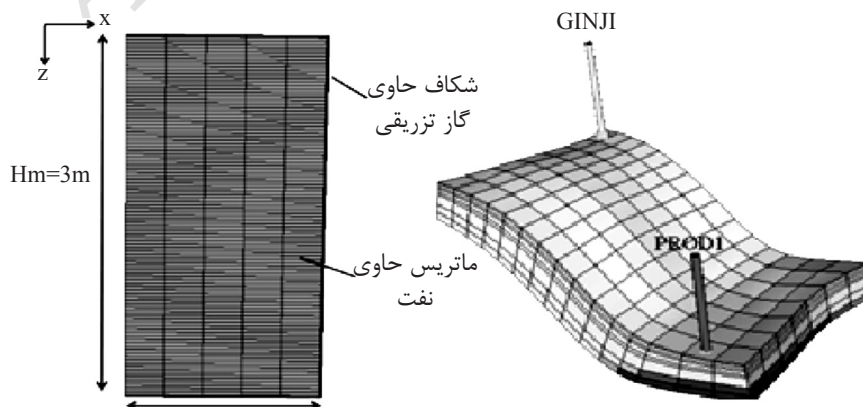 x
z
Hm=3m
شکاف حاوی
گاز تزریقی
ماتریس حاوی
نفت
GINJI
PROD1